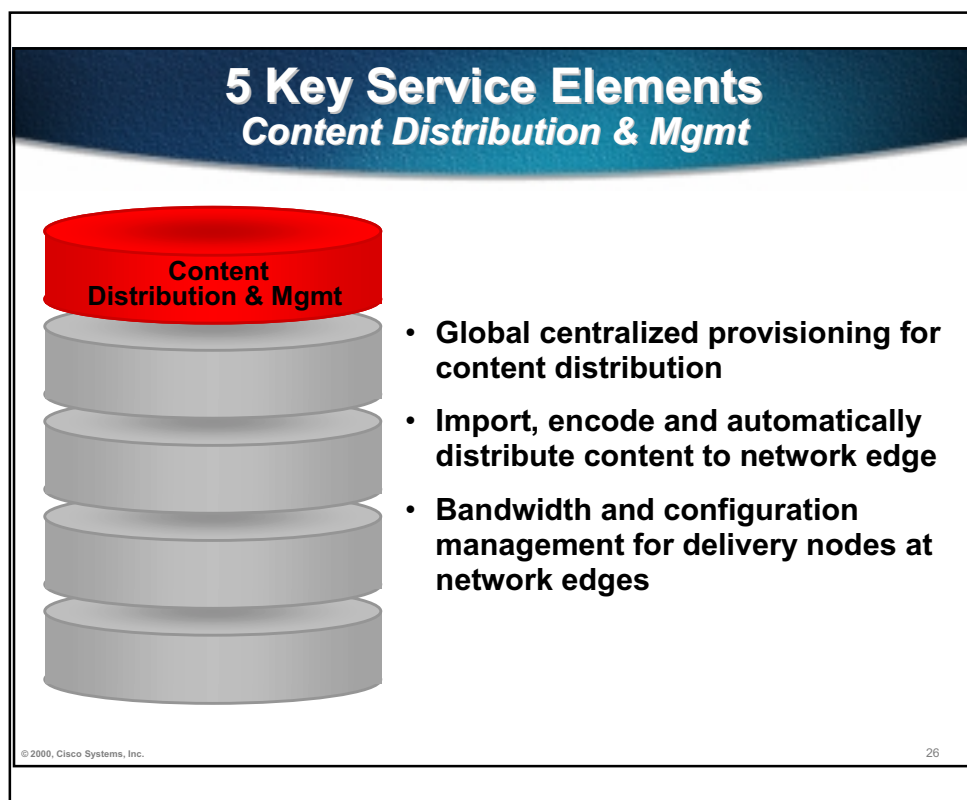 5 Key Service Elements
Content Distribution & Mgmt
Content
Distribution & Mgmt
• Global centralized provisioning for
content distribution
• Import, encode and automatically
distribute content to network edge
• Bandwidth and configuration
management for delivery nodes at
network edges
© 2000, Cisco Systems, Inc.
26